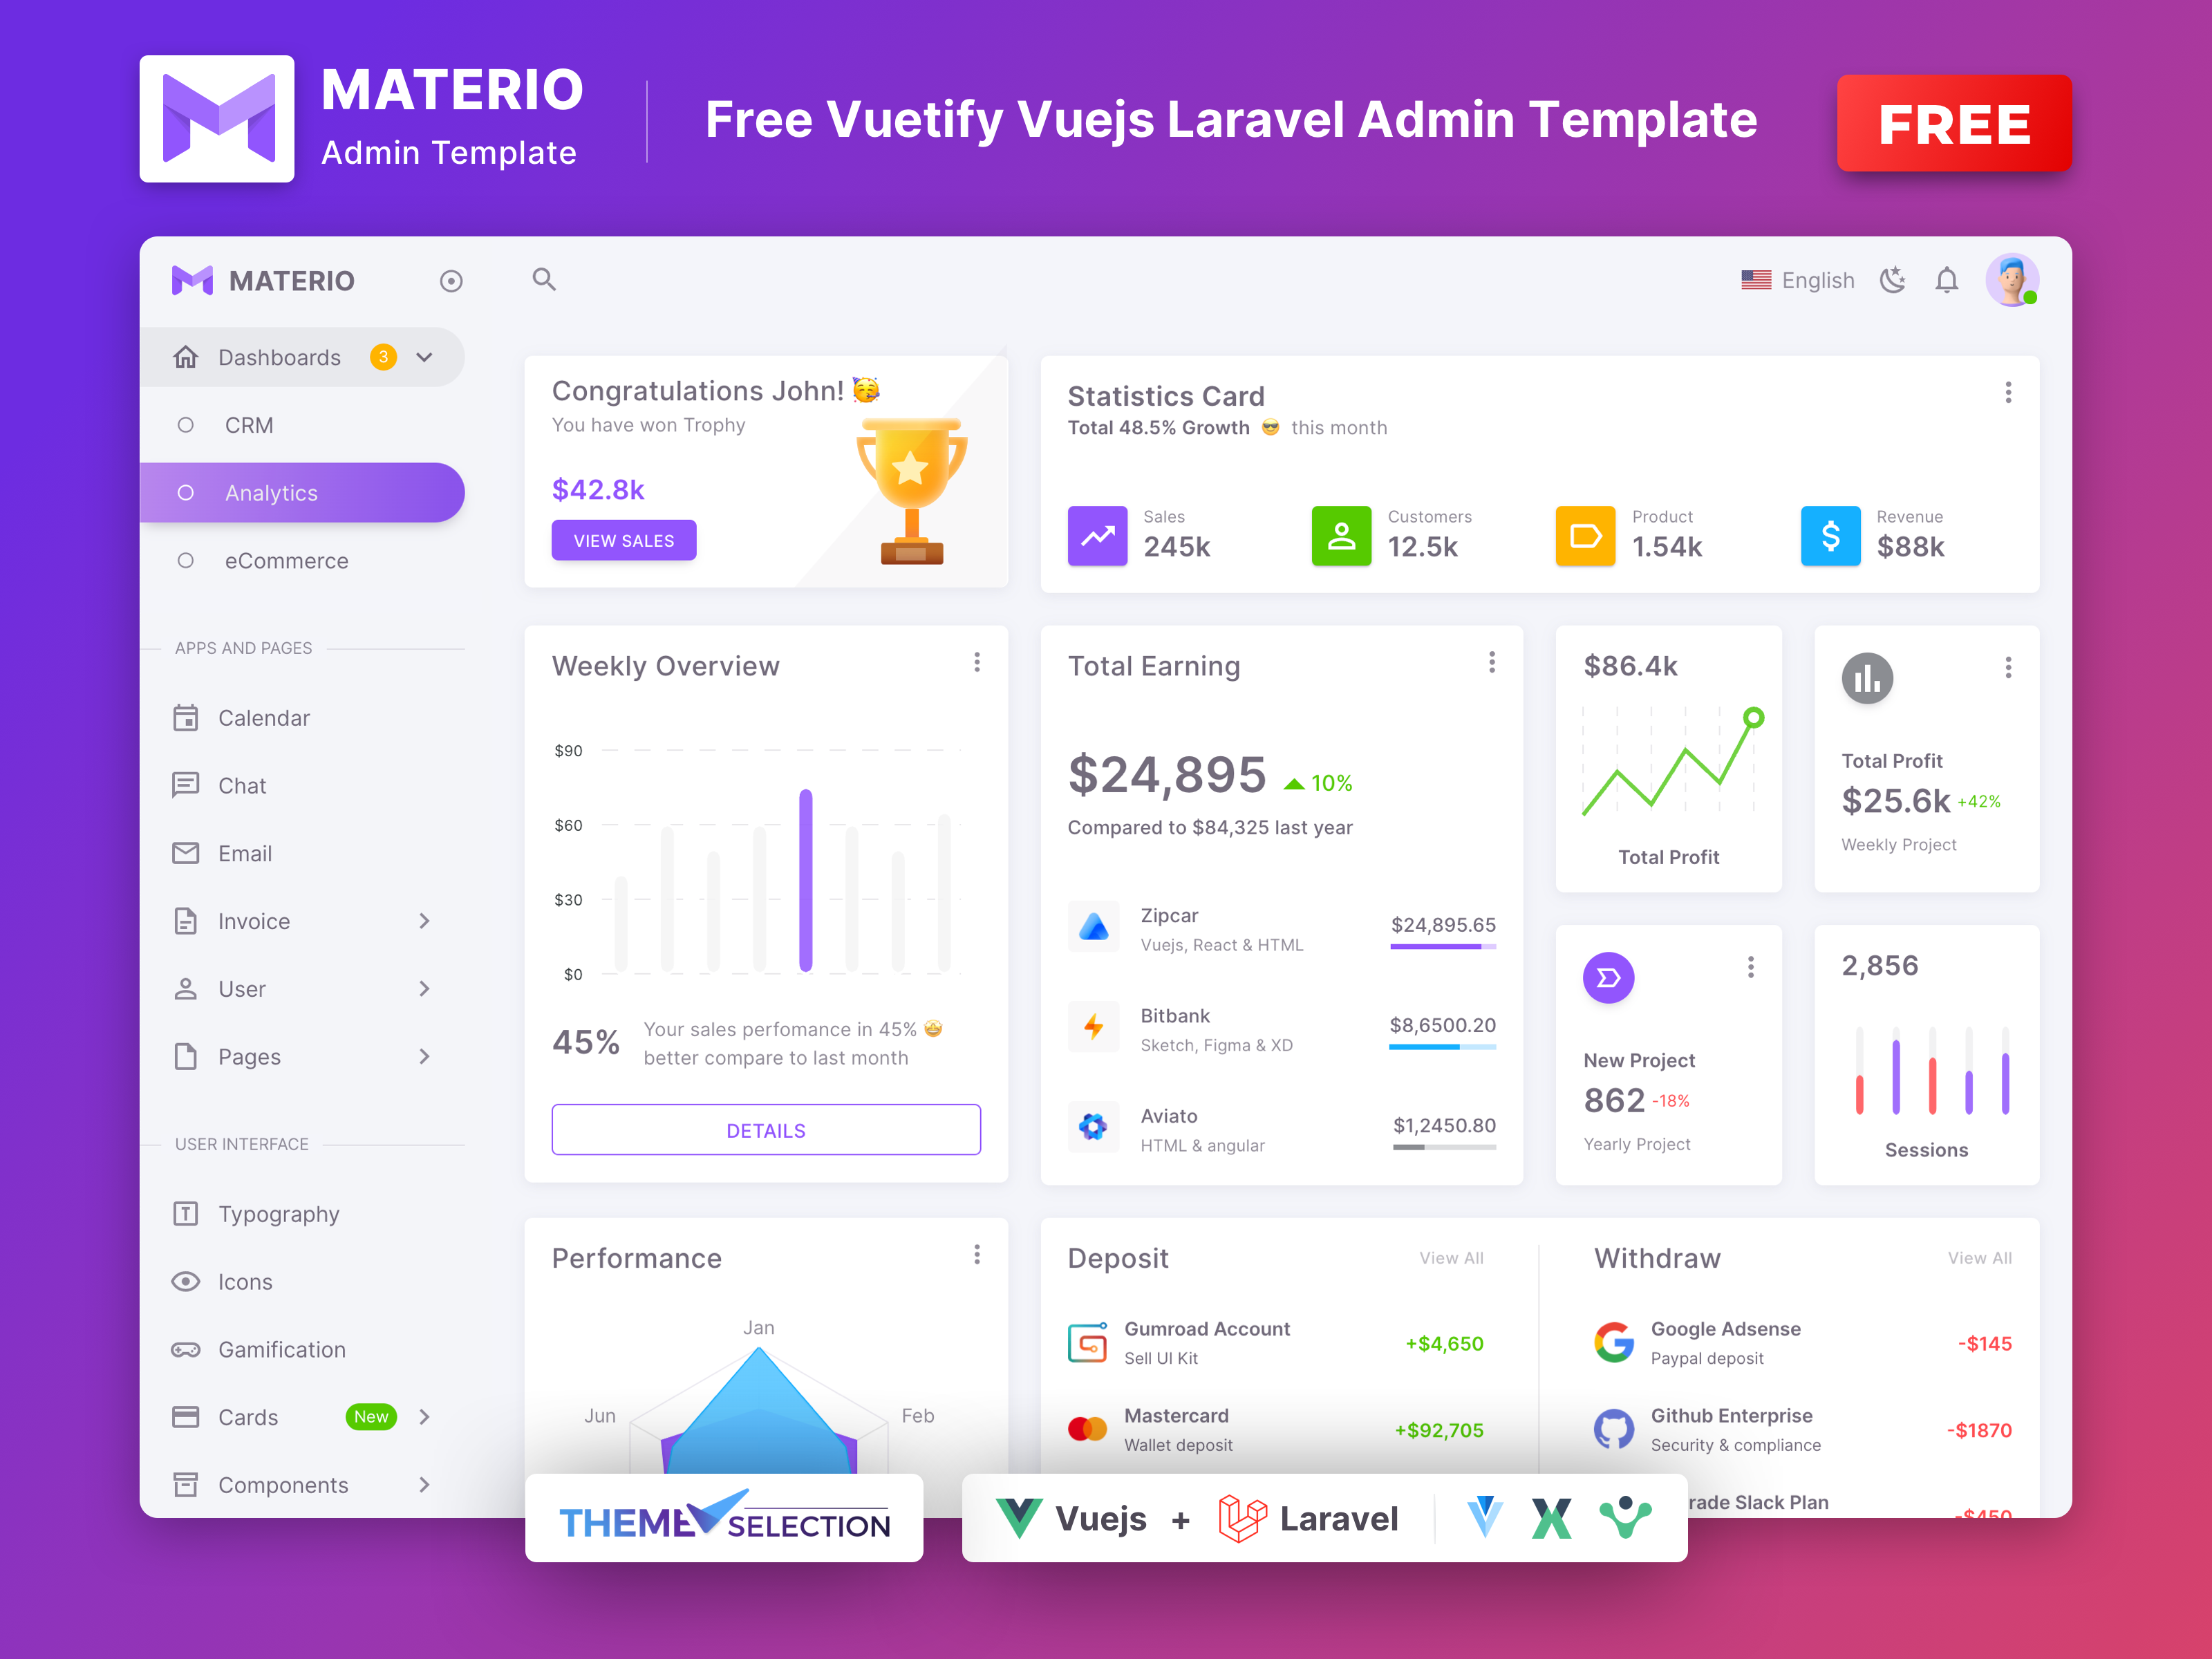 MATERIO
Admin Template
Free Vuetify Vuejs Laravel Admin Template
FREE
MATERIO
English
Dashboards
3
CRM
Analytics
eCommerce
APPS AND PAGES
Calendar
Chat
Email
Invoice
User
Pages
USER INTERFACE
Typography
Icons
Gamification
Cards
New
Components
Congratulations John! 🥳
You have won Trophy
$42.8k
VIEW SALES
Statistics Card
Total 48.5% Growth 😎 this month
Sales
245k
Customers
12.5k
Product
1.54k
Revenue
$88k
Weekly Overview
$90
$60
$30
$0
45%
Your sales perfomance in 45% 🤩
better compare to last month
DETAILS
Total Earning
$24,895
10%
Compared to $84,325 last year
Zipcar
Vuejs, React & HTML
$24,895.65
Bitbank
Sketch, Figma & XD
$8,6500.20
Aviato
HTML & angular
$1,2450.80
$86.4k
Total Profit
Total Profit
$25.6k +42%
Weekly Project
New Project
862 -18%
Yearly Project
2,856
Sessions
Performance
Jan
Jun
Feb
Deposit
View All
Gumroad Account
Sell UI Kit
+$4,650
Mastercard
Wallet deposit
+$92,705
Withdraw
View All
Google Adsense
Paypal deposit
-$145
Github Enterprise
Security & compliance
-$1870
rade Slack Plan
-$450
THEME SELECTION
Vuejs + Laravel